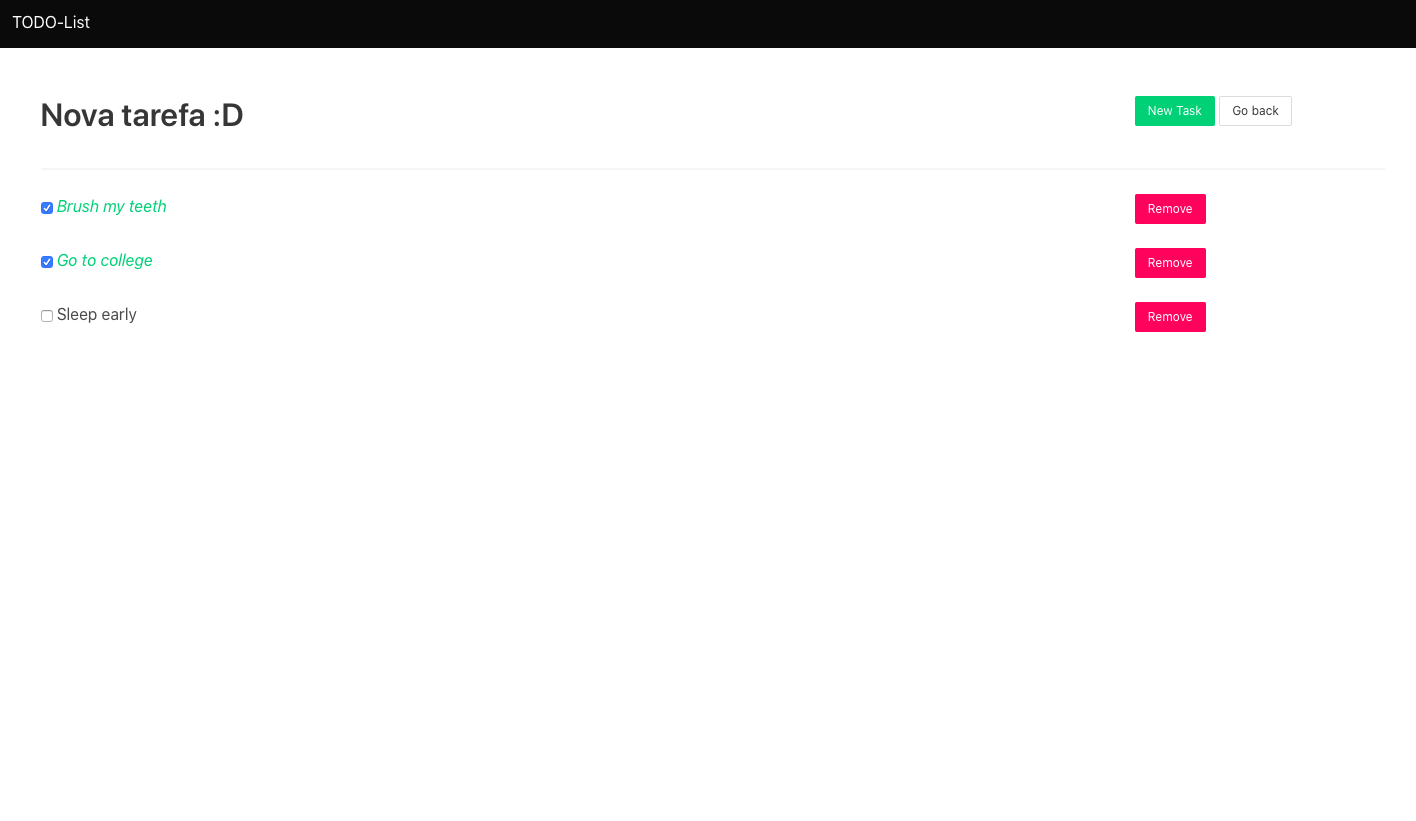 TODO-List
Nova tarefa :D
New Task Go back
Brush my teeth Remove
Go to college Remove
Sleep early Remove